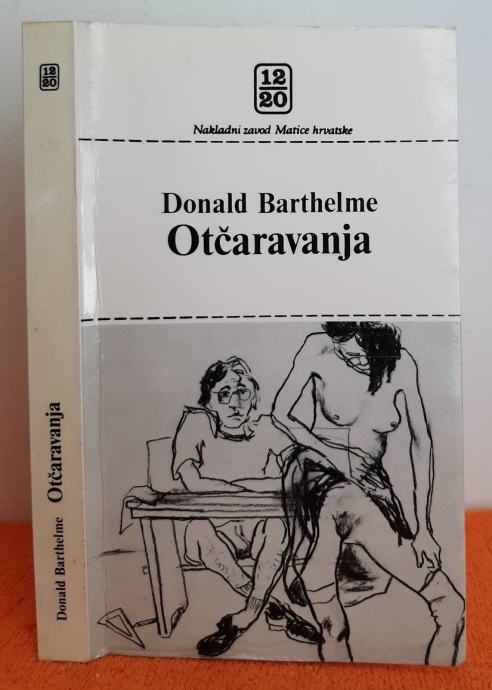 12
20
Nakladni zavod Matice hrvatske
Donald Barthelme
Otčaravanja
12
20
Donald Barthelme Otčaravanja